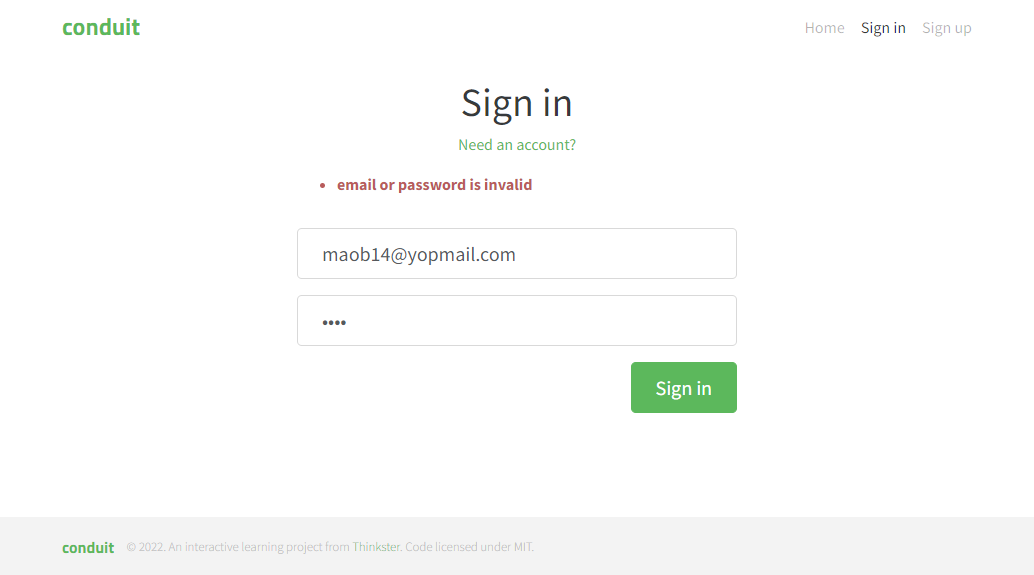 conduit
Home Sign in Sign up
Sign in
Need an account?
• email or password is invalid
maob14@yopmail.com
••••
Sign in
conduit © 2022. An interactive learning project from Thinkster. Code licensed under MIT.